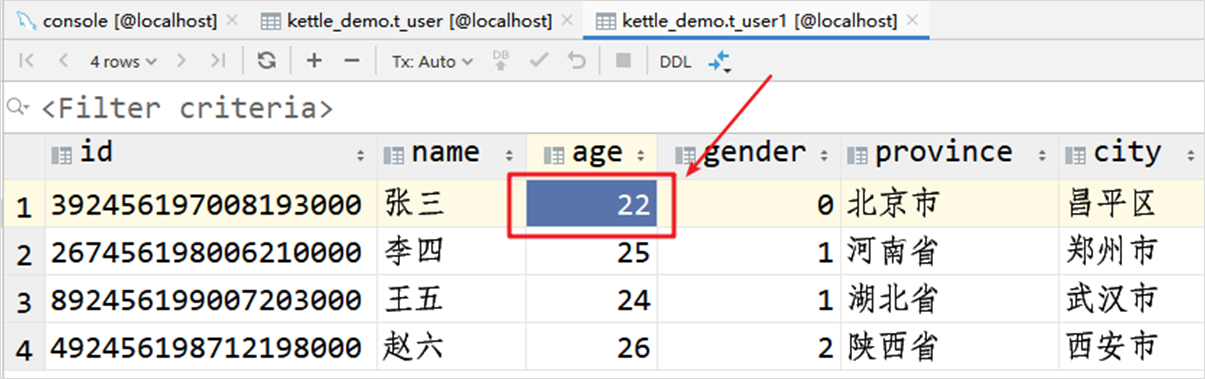 console [@localhost] kettle_demo.t_user [@localhost] kettle_demo.t_user1 [@localhost]
4 rows Tx: Auto DB DDL
<Filter criteria>
id name age gender province city
1 392456197008193000 张三 22 0 北京市 昌平区
2 267456198006210000 李四 25 1 河南省 郑州市
3 892456199007203000 王五 24 1 湖北省 武汉市
4 492456198712198000 赵六 26 2 陕西省 西安市